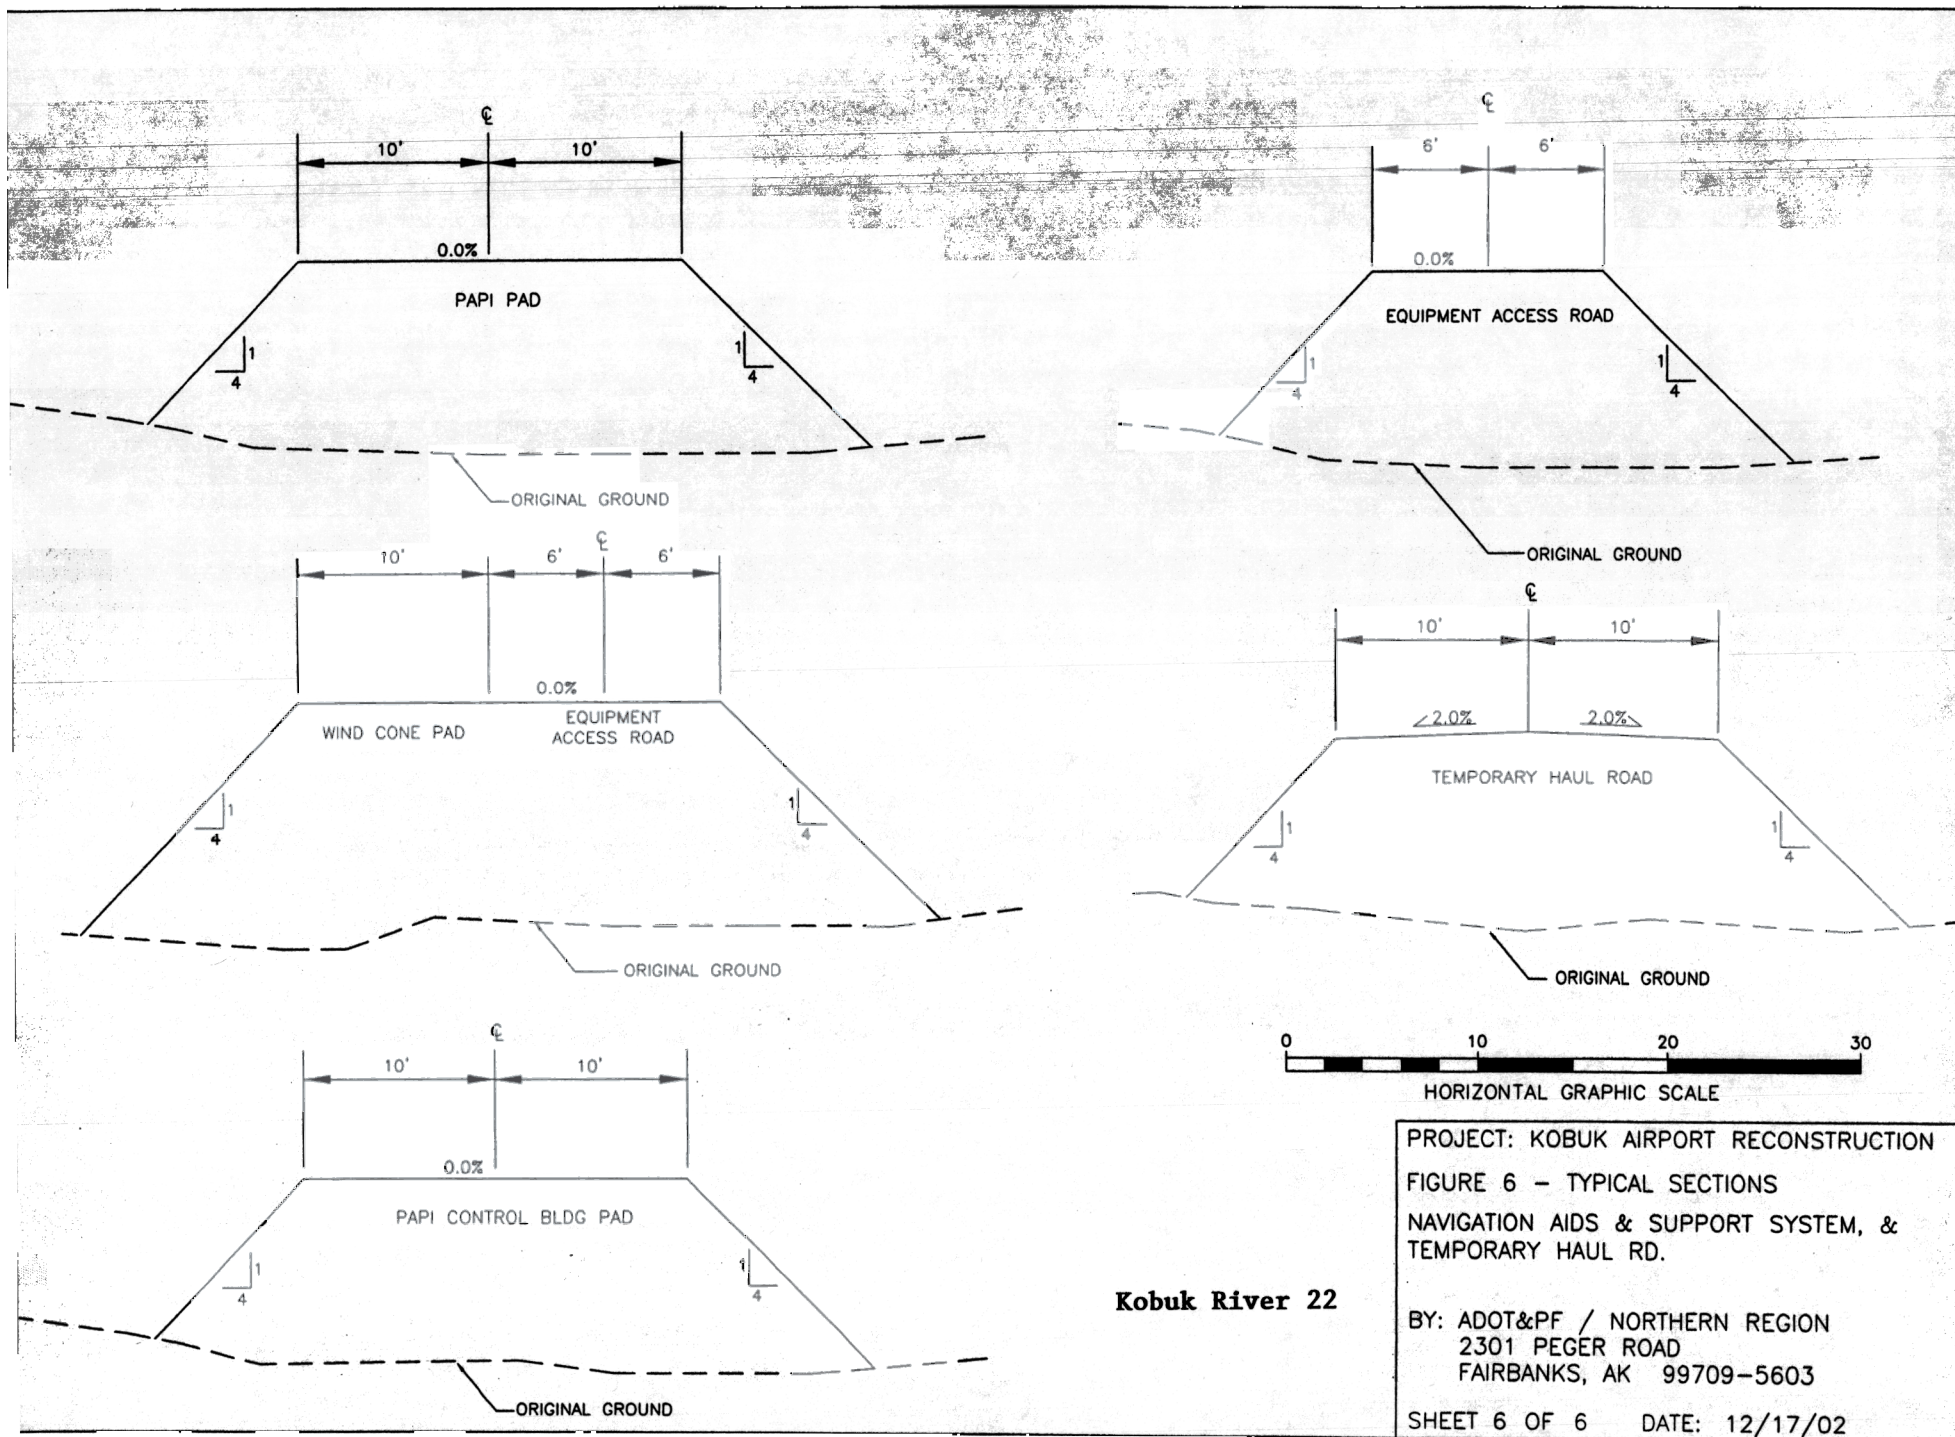 ℄
10' 10'
0.0%
PAPI PAD
1
4
1
4
ORIGINAL GROUND
℄
6' 6'
0.0%
EQUIPMENT ACCESS ROAD
1
4
1
4
ORIGINAL GROUND
℄
10' 6' 6'
0.0%
WIND CONE PAD
EQUIPMENT
ACCESS ROAD
1
4
1
4
ORIGINAL GROUND
℄
10' 10'
2.0% 2.0%
TEMPORARY HAUL ROAD
1
4
1
4
ORIGINAL GROUND
℄
10' 10'
0.0%
PAPI CONTROL BLDG PAD
1
4
1
4
ORIGINAL GROUND
0 10 20 30
HORIZONTAL GRAPHIC SCALE
Kobuk River 22
PROJECT: KOBUK AIRPORT RECONSTRUCTION
FIGURE 6 - TYPICAL SECTIONS
NAVIGATION AIDS & SUPPORT SYSTEM, &
TEMPORARY HAUL RD.
BY: ADOT&PF / NORTHERN REGION
2301 PEGER ROAD
FAIRBANKS, AK 99709-5603
SHEET 6 OF 6 DATE: 12/17/02